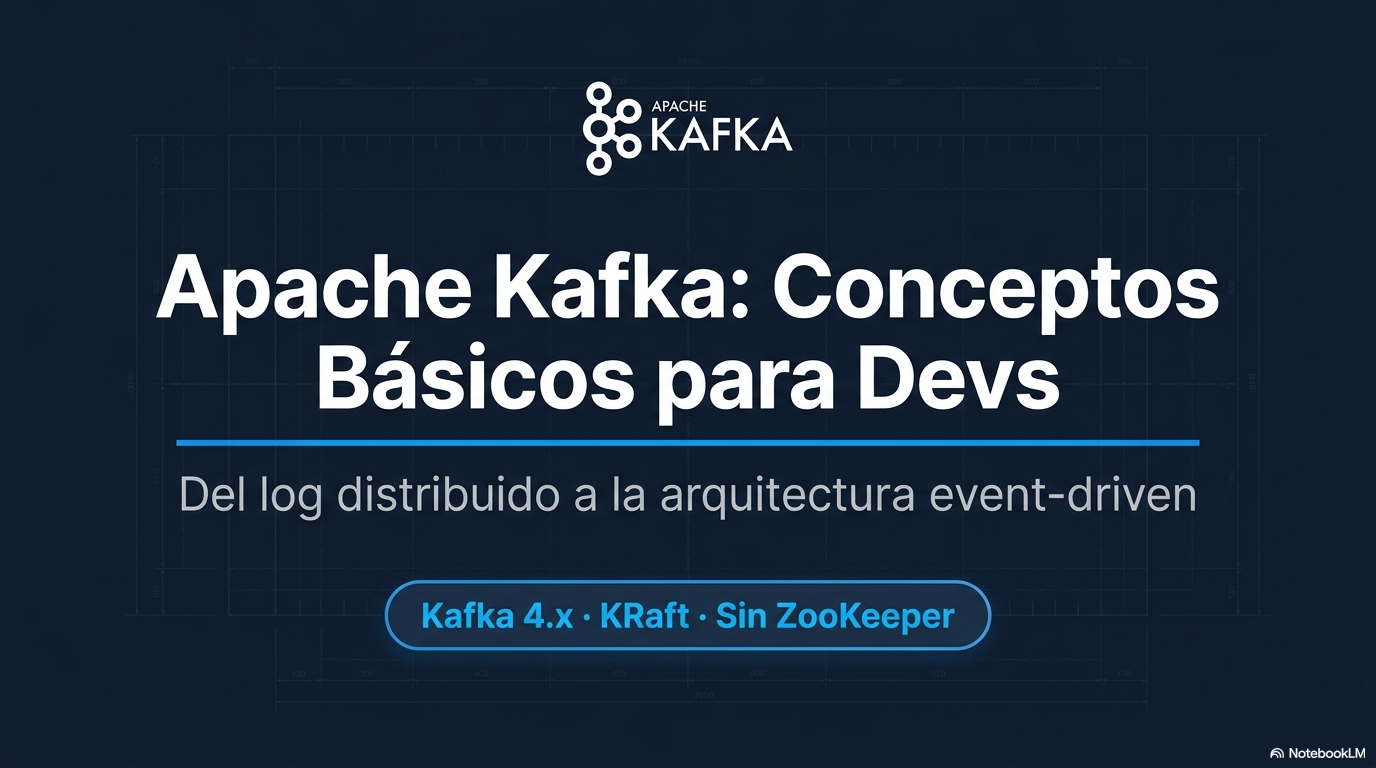 APACHE
KAFKA
Apache Kafka: Conceptos
Básicos para Devs
Del log distribuido a la arquitectura event-driven
Kafka 4.x · KRaft · Sin ZooKeeper
NotebookLM